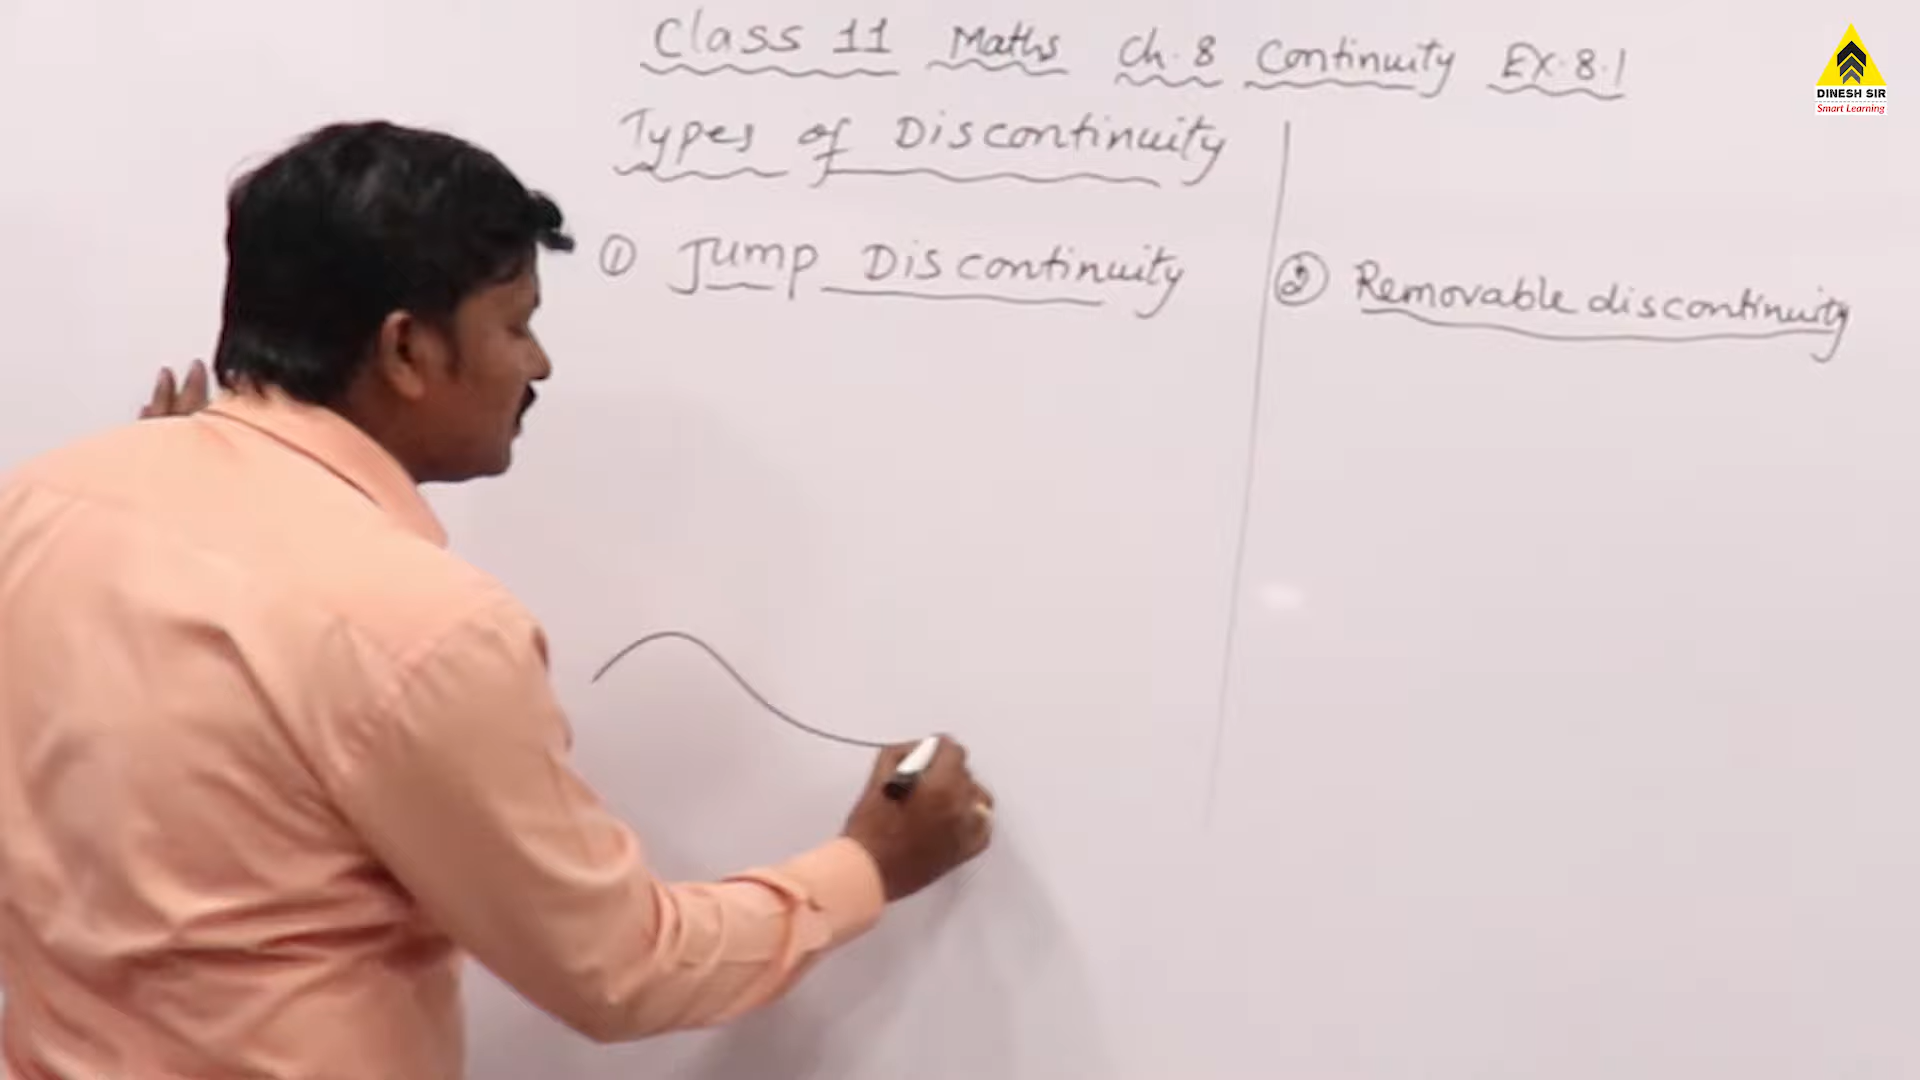 Class 11 Maths Ch. 8 Continuity Ex. 8.1
Types of Discontinuity
① Jump Discontinuity
② Removable discontinuity
DINESH SIR
Smart Learning